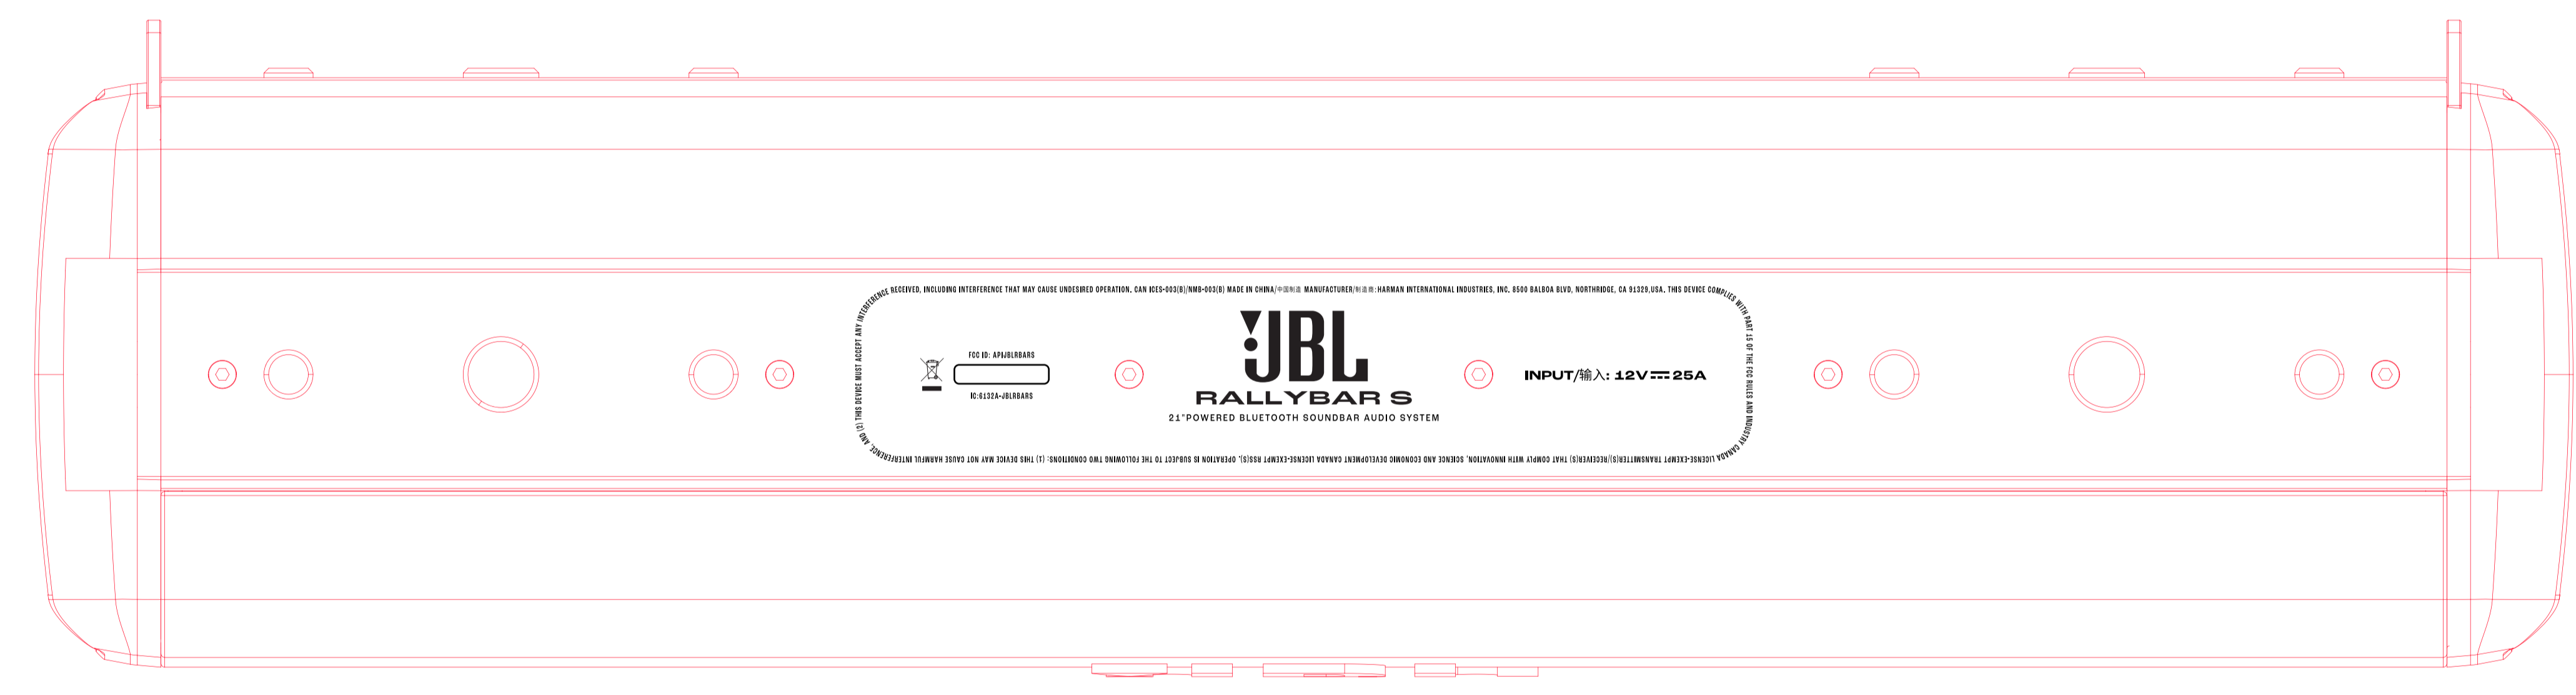 RECEIVED, INCLUDING INTERFERENCE THAT MAY CAUSE UNDESIRED OPERATION. CAN ICES-003(B)/NMB-003(B) MADE IN CHINA/中国制造 MANUFACTURER/制造商:HARMAN INTERNATIONAL INDUSTRIES, INC. 8500 BALBOA BLVD, NORTHRIDGE, CA 91329,USA. THIS DEVICE COMPLIES WITH PART 15 OF THE FCC RULES AND INDUSTRY CANADA
LICENSE-EXEMPT TRANSMITTER(S)/RECEIVER(S) THAT COMPLY WITH INNOVATION, SCIENCE AND ECONOMIC DEVELOPMENT CANADA LICENSE-EXEMPT RSS(S). OPERATION IS SUBJECT TO THE FOLLOWING TWO CONDITIONS: (1) THIS DEVICE MAY NOT CAUSE HARMFUL INTERFERENCE, AND (2) THIS DEVICE MUST ACCEPT ANY INTERFERENCE
FCC ID: APIJBLRBARS
IC:6132A-JBLRBARS
JBL
RALLYBAR S
21"POWERED BLUETOOTH SOUNDBAR AUDIO SYSTEM
INPUT/输入: 12V⎓25A